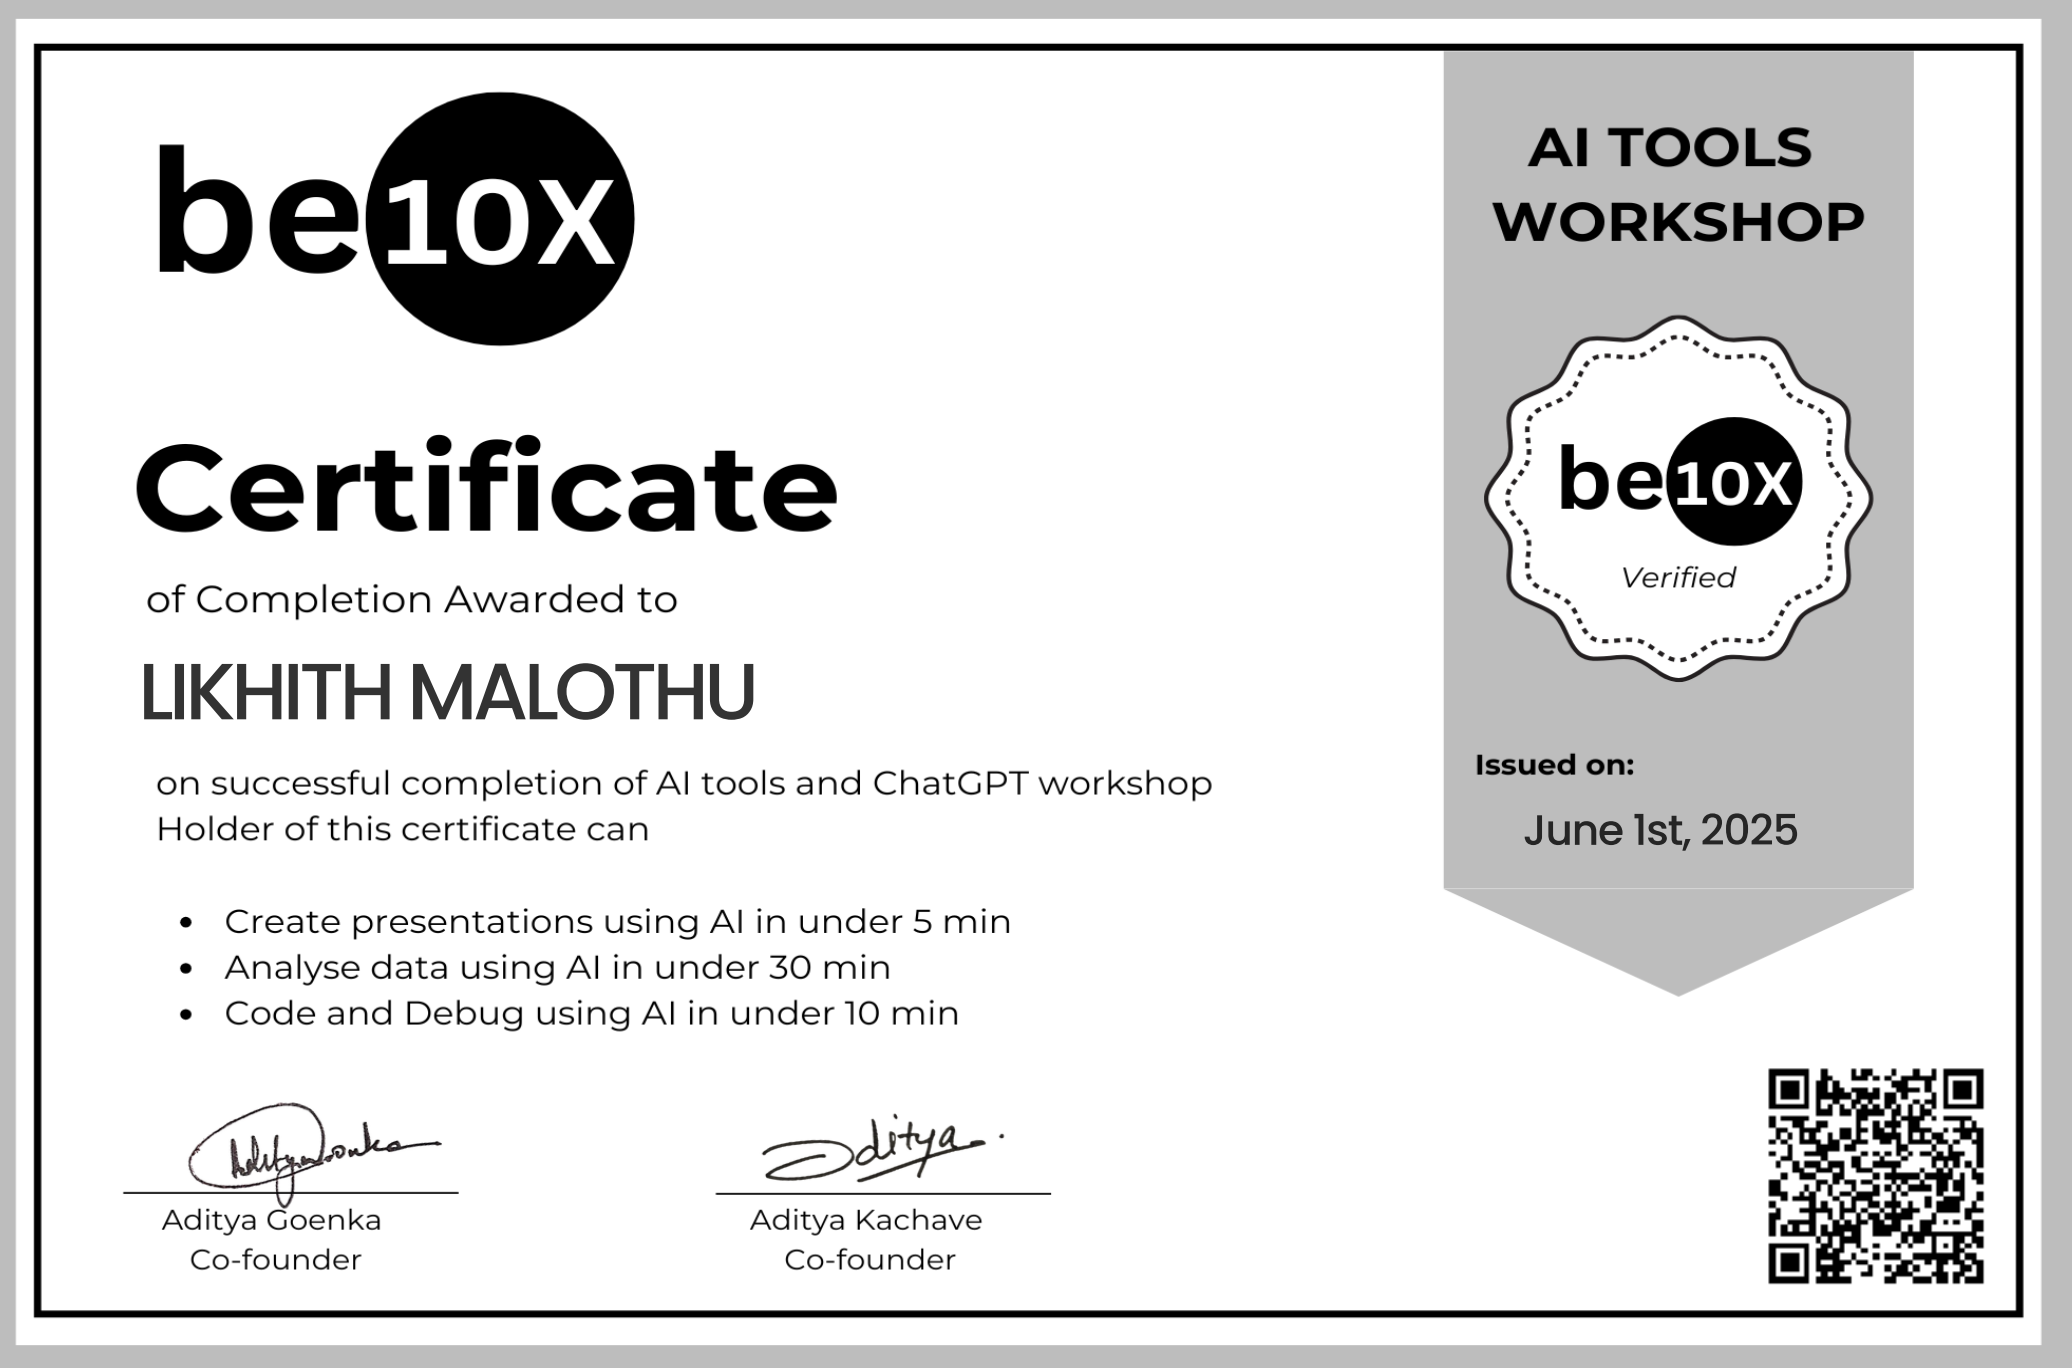 be10X
Certificate
of Completion Awarded to
LIKHITH MALOTHU
on successful completion of AI tools and ChatGPT workshop
Holder of this certificate can
• Create presentations using AI in under 5 min
• Analyse data using AI in under 30 min
• Code and Debug using AI in under 10 min
Aditya Goenka
Aditya Goenka
Co-founder
Aditya.
Aditya Kachave
Co-founder
AI TOOLS
WORKSHOP
be10X
Verified
Issued on:
June 1st, 2025